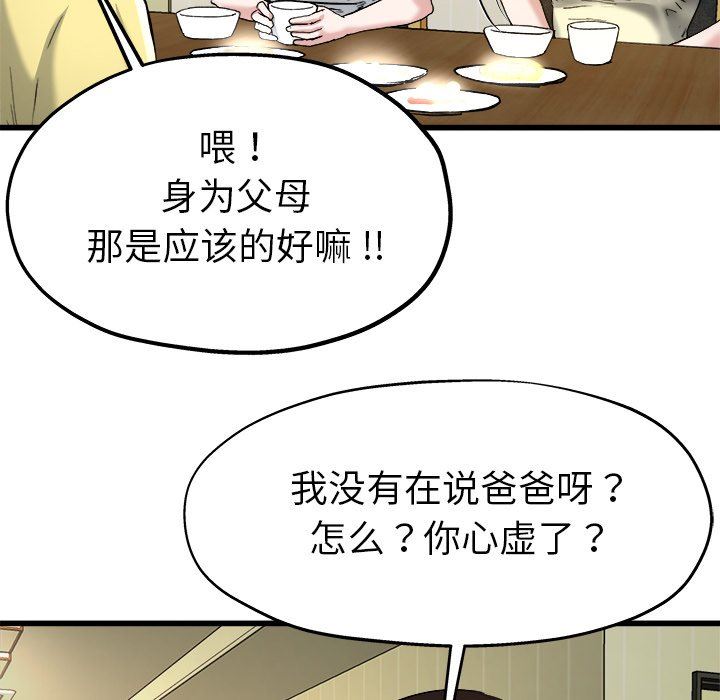 喂！
身为父母
那是应该的好嘛!!
我没有在说爸爸呀？
怎么？你心虚了？